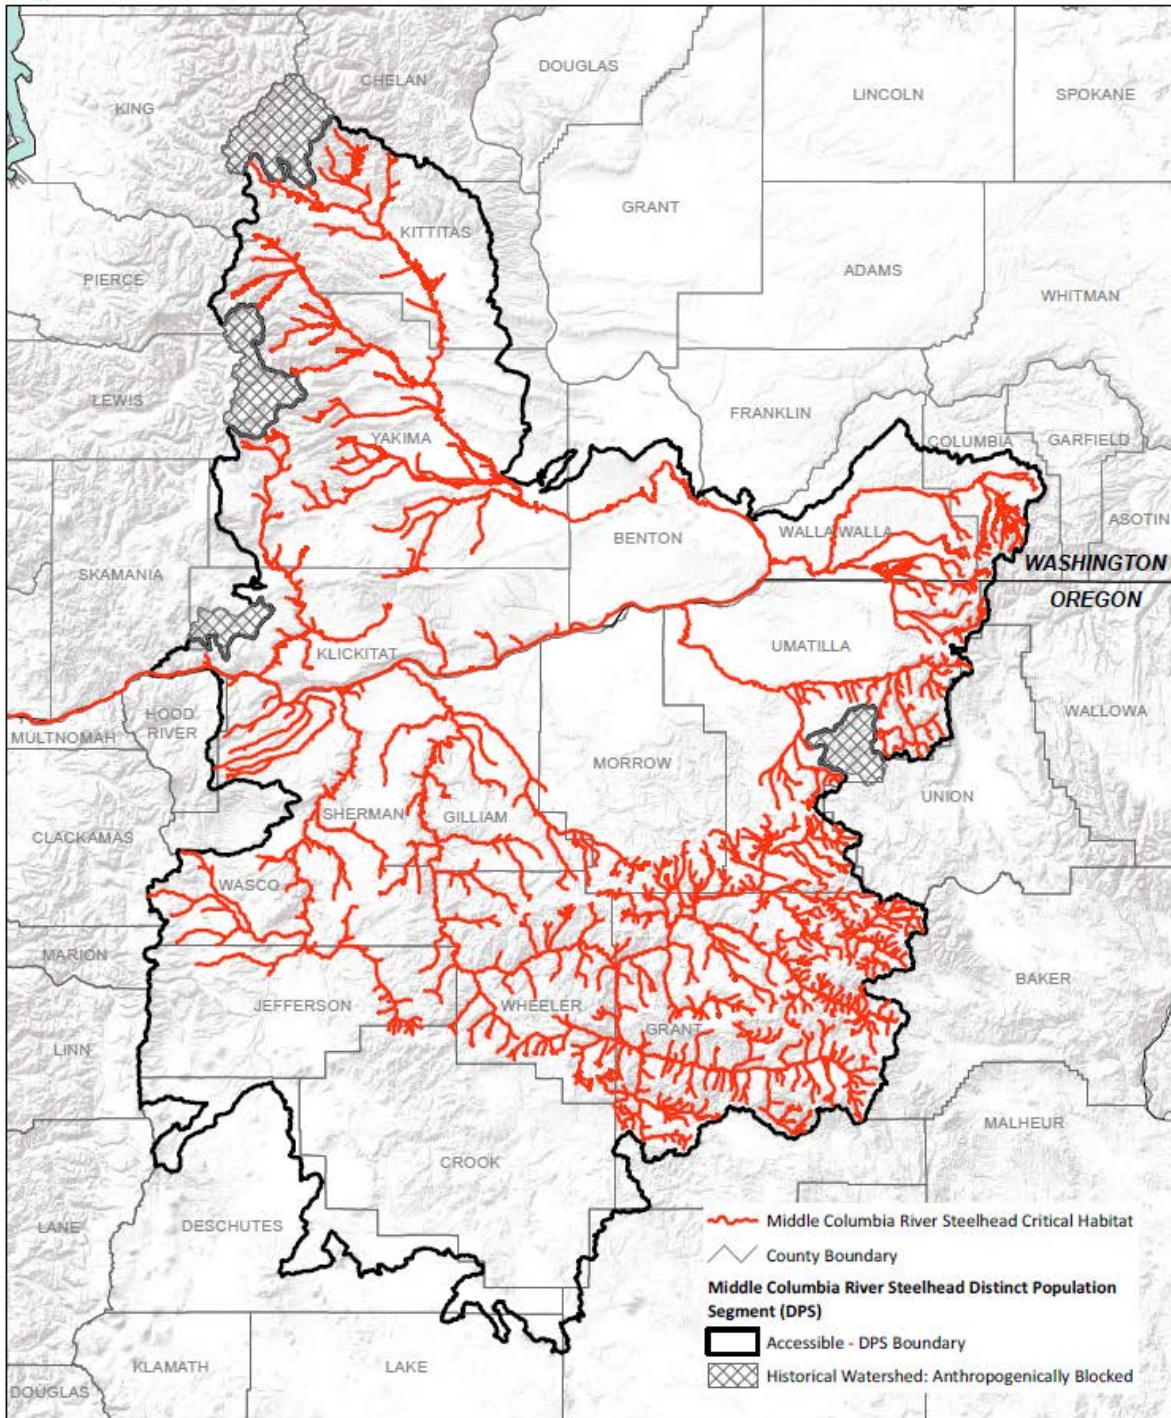 CHELAN
DOUGLAS
KING
LINCOLN
SPOKANE
GRANT
KITTITAS
ADAMS
PIERCE
WHITMAN
LEWIS
FRANKLIN
YAKIMA
COLUMBIA
GARFIELD
ASOTIN
BENTON
WALLA WALLA
WASHINGTON
SKAMANIA
OREGON
KLICKITAT
UMATILLA
HOOD
RIVER
WALLOWA
MULTNOMAH
MORROW
UNION
SHERMAN
GILLIAM
CLACKAMAS
WASCO
MARION
BAKER
JEFFERSON
WHEELER
GRANT
LINN
MALHEUR
CROOK
LANE
DESCHUTES
KLAMATH
LAKE
DOUGLAS
Middle Columbia River Steelhead Critical Habitat
County Boundary
Middle Columbia River Steelhead Distinct Population
Segment (DPS)
Accessible - DPS Boundary
Historical Watershed: Anthropogenically Blocked